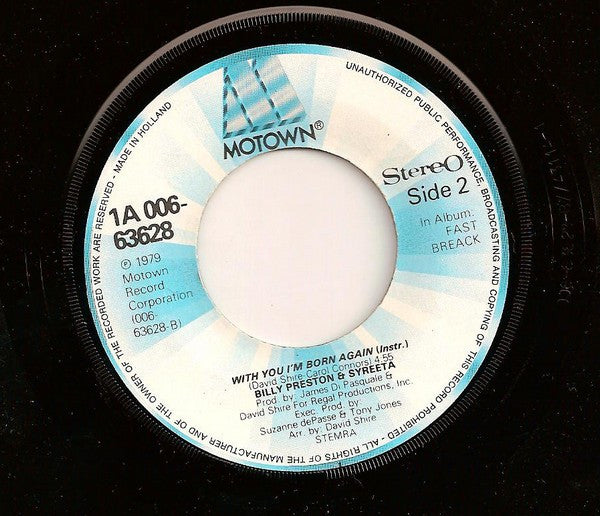 MOTOWN®
Stereo
Side 2
In Album:
FAST
BREACK
1A 006-
63628
℗ 1979
Motown
Record
Corporation
(006-
63628-B)
WITH YOU I'M BORN AGAIN (Instr.)
(David Shire-Carol Connors) 4.55
BILLY PRESTON & SYREETA
Prod. by: James Di Pasquale &
David Shire For Regal Productions, Inc.
Exec. Prod. by:
Suzanne dePasse & Tony Jones
Arr. by: David Shire
STEMRA
UNAUTHORIZED PUBLIC PERFORMANCE, BROADCASTING AND COPYING OF THIS RECORD PROHIBITED - ALL RIGHTS OF THE MANUFACTURER AND OF THE OWNER OF THE RECORDED WORK ARE RESERVED - MADE IN HOLLAND